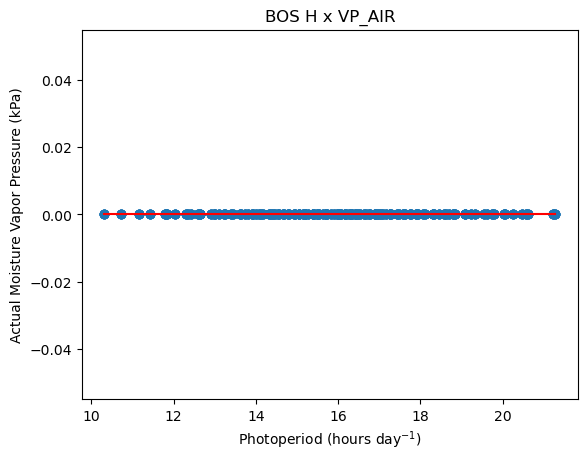 BOS H x VP_AIR
Actual Moisture Vapor Pressure (kPa)
0.04
0.02
0.00
−0.02
−0.04
10 12 14 16 18 20
Photoperiod (hours day⁻¹)